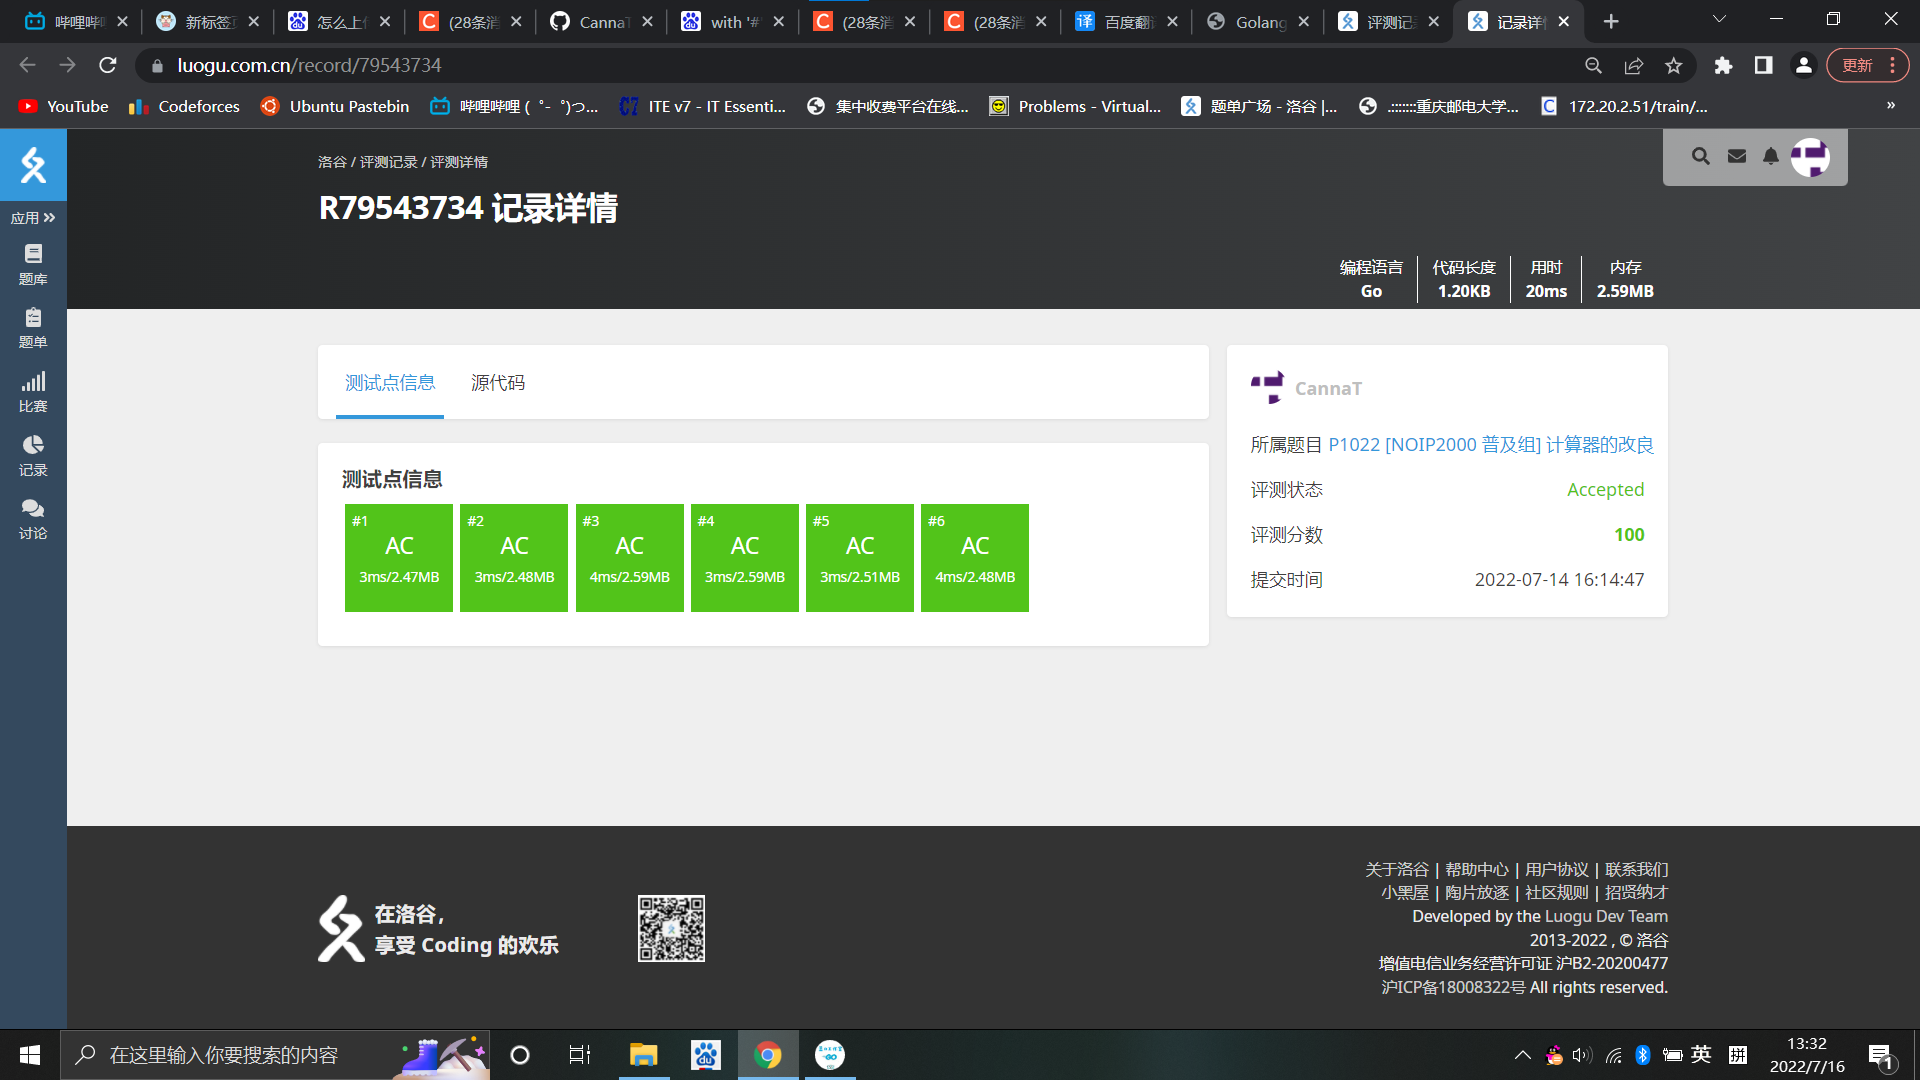 哔哩哔哩
新标签页
怎么上传
(28条消
CannaT
with '#'
(28条消
(28条消
百度翻译
Golang
评测记录
记录详情
luogu.com.cn/record/79543734
更新
YouTube
Codeforces
Ubuntu Pastebin
哔哩哔哩 (゜-゜)つ...
ITE v7 - IT Essenti...
集中收费平台在线...
Problems - Virtual...
题单广场 - 洛谷 |...
.:::::::重庆邮电大学...
172.20.2.51/train/...
»
洛谷 / 评测记录 / 评测详情
R79543734 记录详情
编程语言 代码长度 用时 内存
Go 1.20KB 20ms 2.59MB
应用
题库
题单
比赛
记录
讨论
测试点信息 源代码
测试点信息
#1 AC 3ms/2.47MB
#2 AC 3ms/2.48MB
#3 AC 4ms/2.59MB
#4 AC 3ms/2.59MB
#5 AC 3ms/2.51MB
#6 AC 4ms/2.48MB
CannaT
所属题目 P1022 [NOIP2000 普及组] 计算器的改良
评测状态 Accepted
评测分数 100
提交时间 2022-07-14 16:14:47
在洛谷，
享受 Coding 的欢乐
关于洛谷 | 帮助中心 | 用户协议 | 联系我们
小黑屋 | 陶片放逐 | 社区规则 | 招贤纳才
Developed by the Luogu Dev Team
2013-2022 , © 洛谷
增值电信业务经营许可证 沪B2-20200477
沪ICP备18008322号 All rights reserved.
在这里输入你要搜索的内容
英
拼
13:32
2022/7/16
1